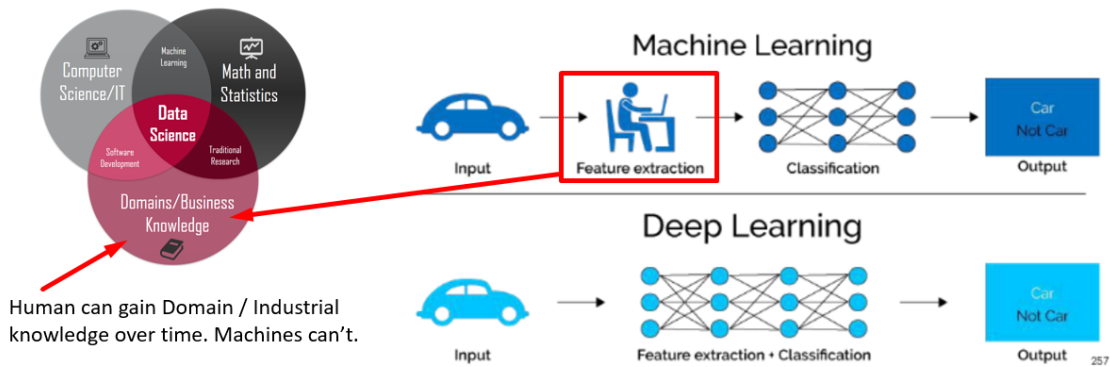 Computer
Science/IT
Machine
Learning
Math and
Statistics
Data
Science
Software
Development
Traditional
Research
Domains/Business
Knowledge
Human can gain Domain / Industrial
knowledge over time. Machines can't.
Machine Learning
Input
Feature extraction
Classification
Car
Not Car
Output
Deep Learning
Input
Feature extraction + Classification
Car
Not Car
Output
257